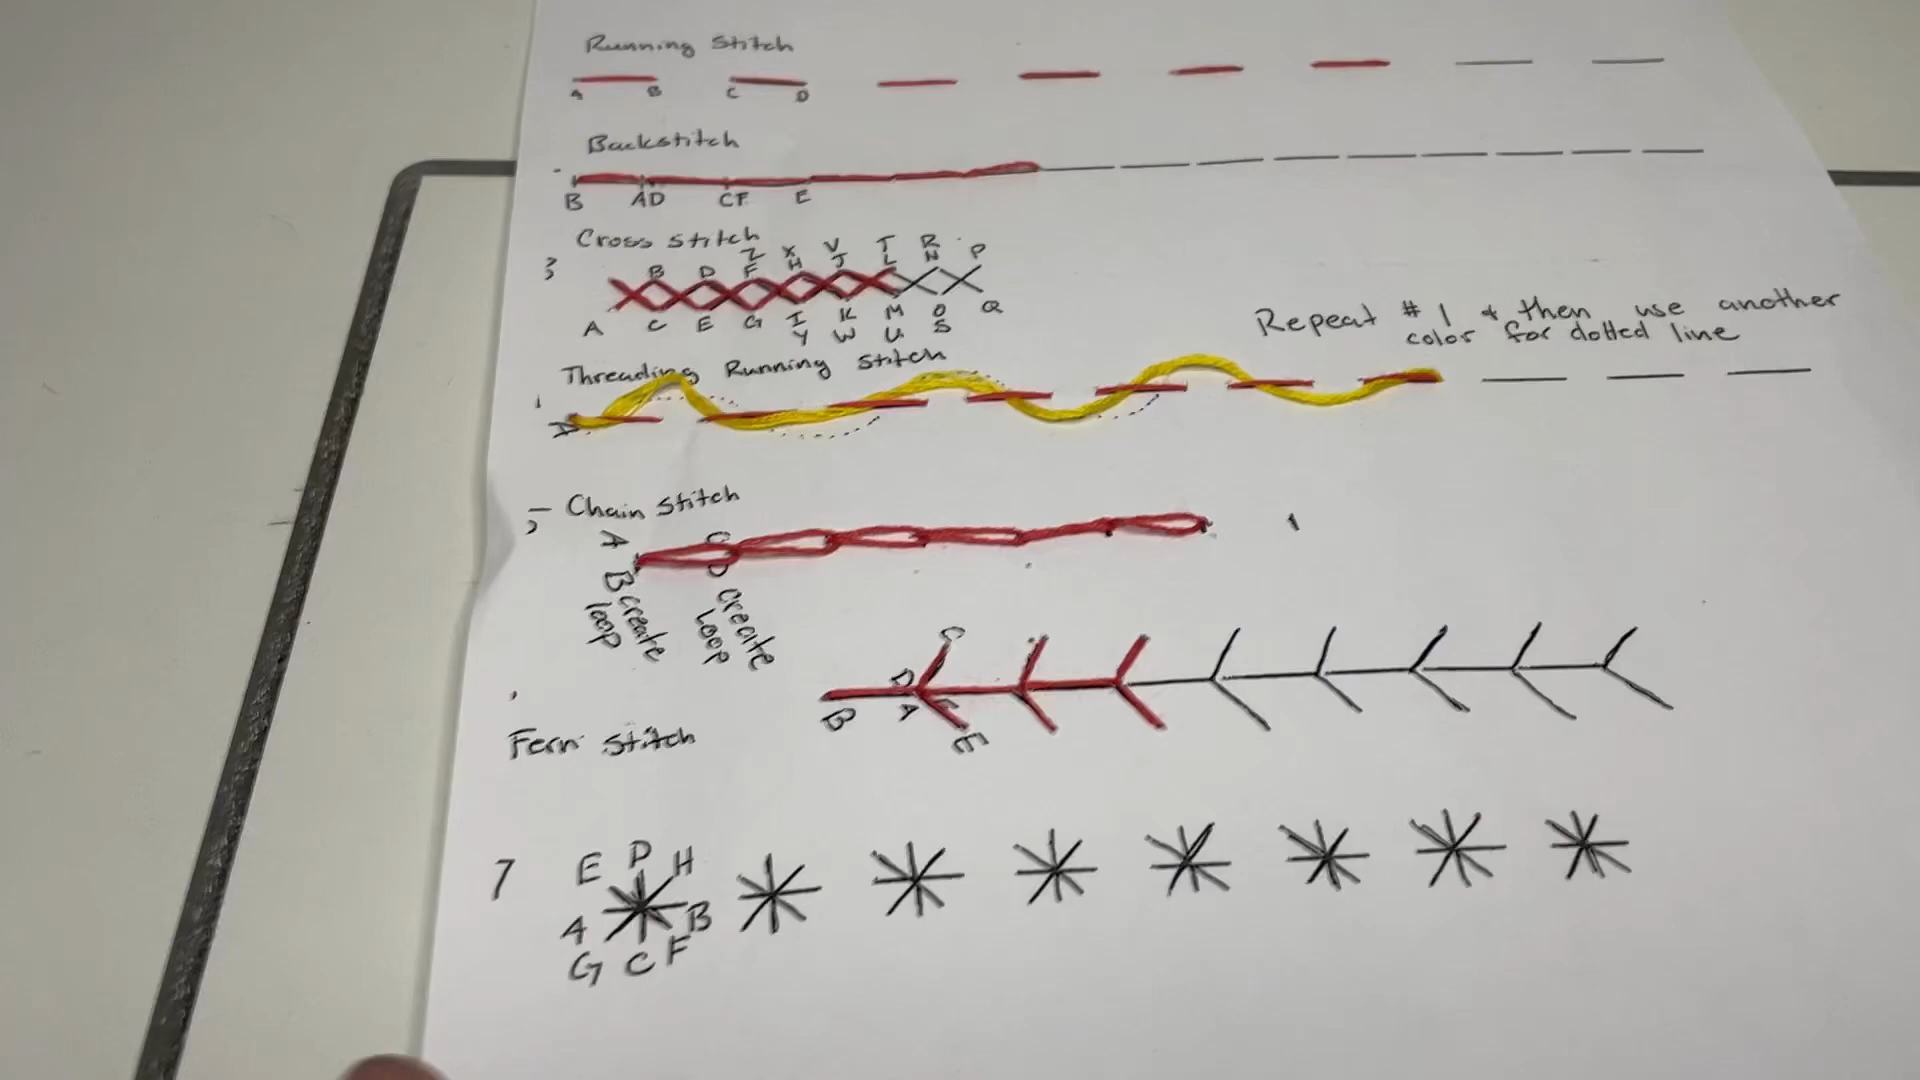 Running Stitch
A B C D
Backstitch
B AD CF E
Cross Stitch
Z X V T R P
3 B D F H J L N
A C E G I K M O Q
Y W U S
Repeat # 1 & then use another
color for dotted line
Threading Running Stitch
Chain Stitch
A C
B D
create loop
create loop
C
D
B A E
Fern Stitch
7 E D H
A B
G C F